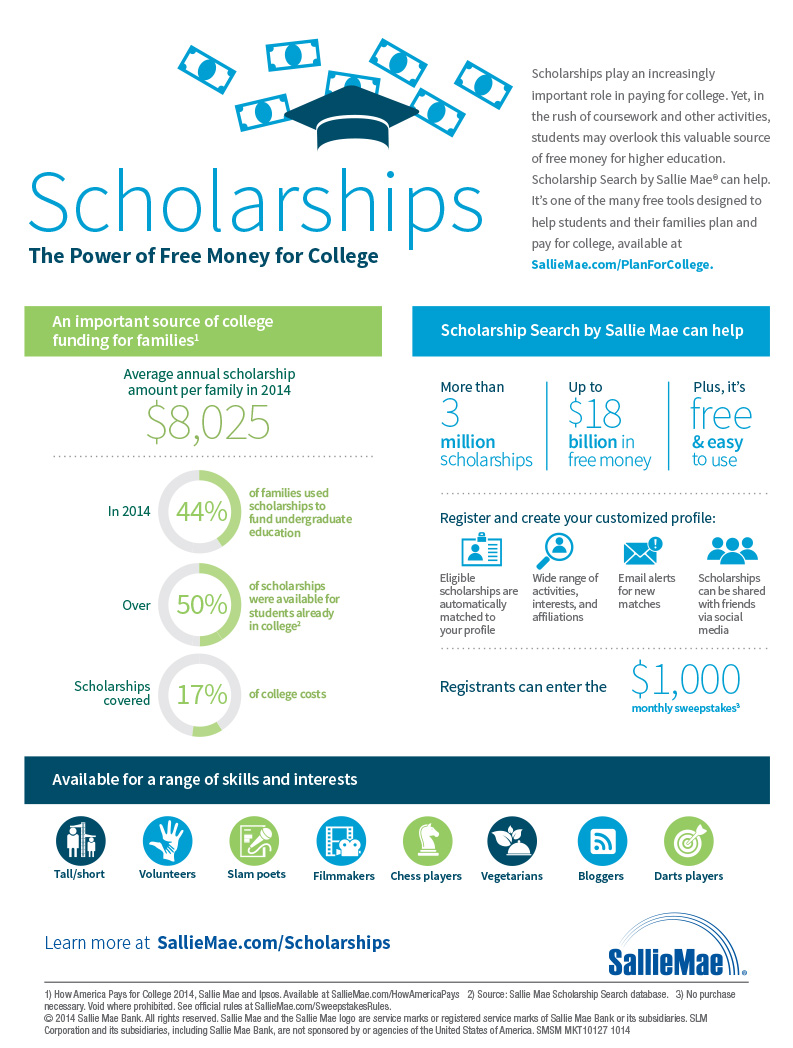 Scholarships play an increasingly
important role in paying for college. Yet, in
the rush of coursework and other activities,
students may overlook this valuable source
of free money for higher education.
Scholarship Search by Sallie Mae® can help.
It's one of the many free tools designed to
help students and their families plan and
pay for college, available at
SallieMae.com/PlanForCollege.
Scholarships
The Power of Free Money for College
An important source of college
funding for families1
Average annual scholarship
amount per family in 2014
$8,025
In 2014
44%
of families used
scholarships to
fund undergraduate
education
Over
50%
of scholarships
were available for
students already
in college2
Scholarships
covered
17%
of college costs
Scholarship Search by Sallie Mae can help
More than
3
million
scholarships
Up to
$18
billion in
free money
Plus, it's
free
& easy
to use
Register and create your customized profile:
Eligible
scholarships are
automatically
matched to
your profile
Wide range of
activities,
interests, and
affiliations
Email alerts
for new
matches
Scholarships
can be shared
with friends
via social
media
Registrants can enter the
$1,000
monthly sweepstakes3
Available for a range of skills and interests
Tall/short
Volunteers
Slam poets
Filmmakers
Chess players
Vegetarians
Bloggers
Darts players
Learn more at SallieMae.com/Scholarships
SallieMae®
1) How America Pays for College 2014, Sallie Mae and Ipsos. Available at SallieMae.com/HowAmericaPays 2) Source: Sallie Mae Scholarship Search database. 3) No purchase
necessary. Void where prohibited. See official rules at SallieMae.com/SweepstakesRules.
© 2014 Sallie Mae Bank. All rights reserved. Sallie Mae and the Sallie Mae logo are service marks or registered service marks of Sallie Mae Bank or its subsidiaries. SLM
Corporation and its subsidiaries, including Sallie Mae Bank, are not sponsored by or agencies of the United States of America. SMSM MKT10127 1014